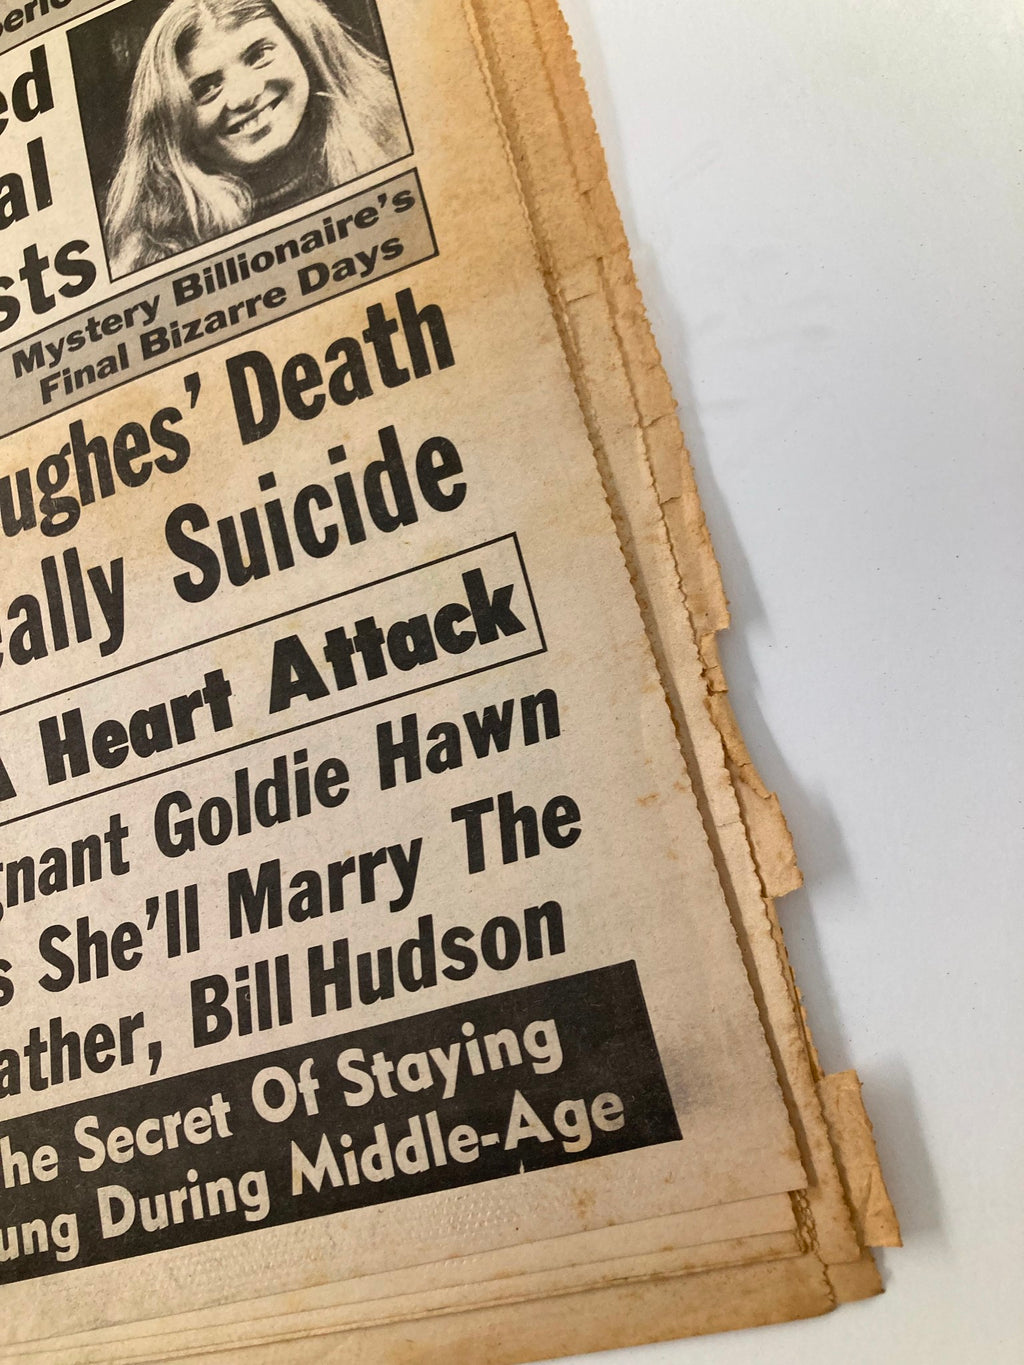 ed
al
sts
Mystery Billionaire's
Final Bizarre Days
ughes' Death
eally Suicide
A Heart Attack
gnant Goldie Hawn
s She'll Marry The
ather, Bill Hudson
he Secret Of Staying
ung During Middle-Age